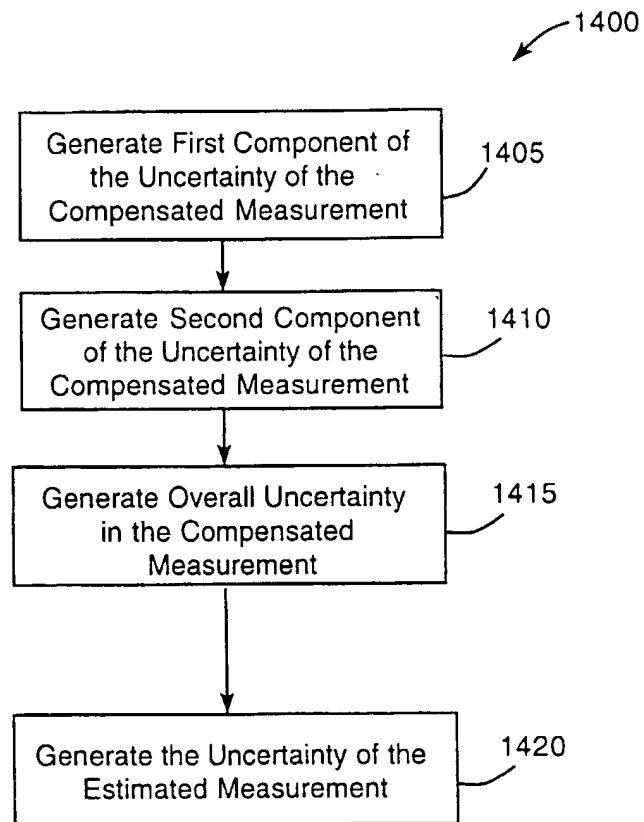 1400
Generate First Component of
the Uncertainty of the
Compensated Measurement
1405
Generate Second Component
of the Uncertainty of the
Compensated Measurement
1410
Generate Overall Uncertainty
in the Compensated
Measurement
1415
Generate the Uncertainty of the
Estimated Measurement
1420